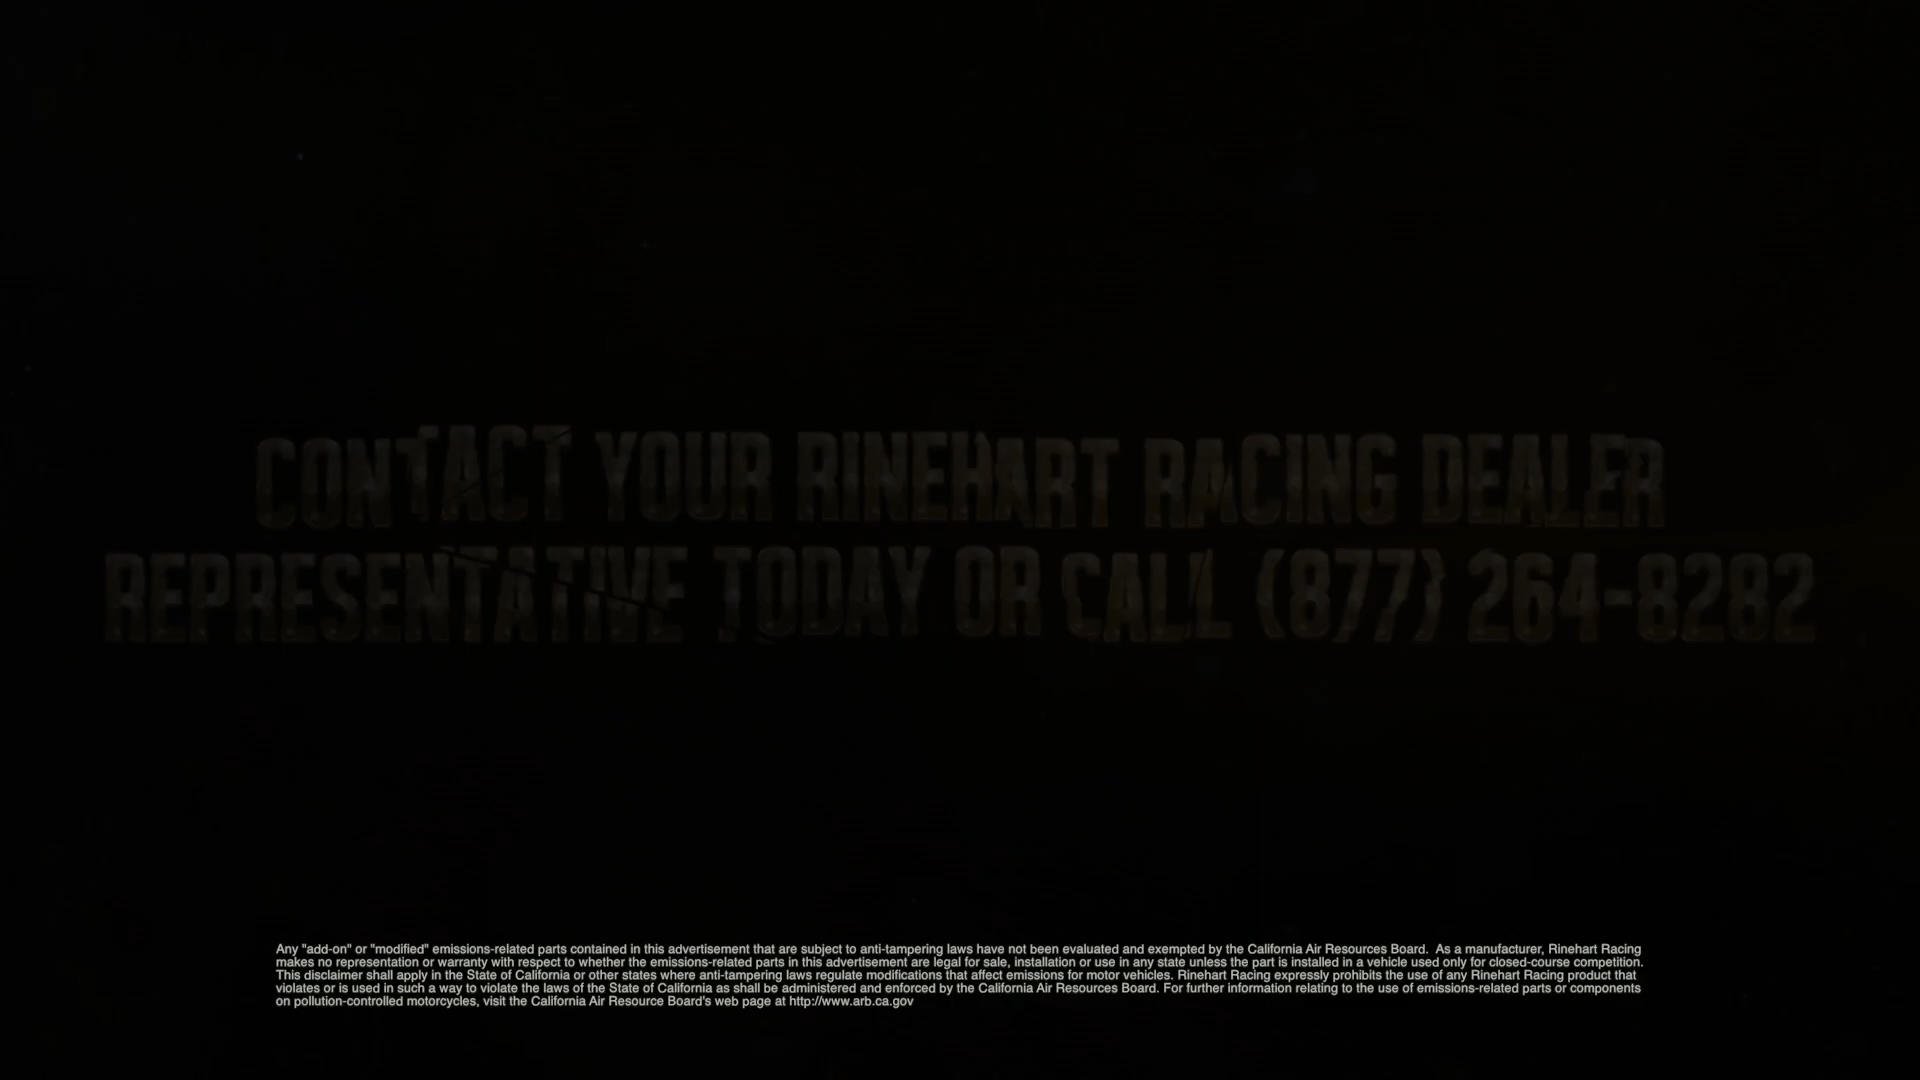 CONTACT YOUR RINEHART RACING DEALER
REPRESENTATIVE TODAY OR CALL (877) 264-8282
Any "add-on" or "modified" emissions-related parts contained in this advertisement that are subject to anti-tampering laws have not been evaluated and exempted by the California Air Resources Board.  As a manufacturer, Rinehart Racing
makes no representation or warranty with respect to whether the emissions-related parts in this advertisement are legal for sale, installation or use in any state unless the part is installed in a vehicle used only for closed-course competition.
This disclaimer shall apply in the State of California or other states where anti-tampering laws regulate modifications that affect emissions for motor vehicles. Rinehart Racing expressly prohibits the use of any Rinehart Racing product that
violates or is used in such a way to violate the laws of the State of California as shall be administered and enforced by the California Air Resources Board. For further information relating to the use of emissions-related parts or components
on pollution-controlled motorcycles, visit the California Air Resource Board's web page at http://www.arb.ca.gov